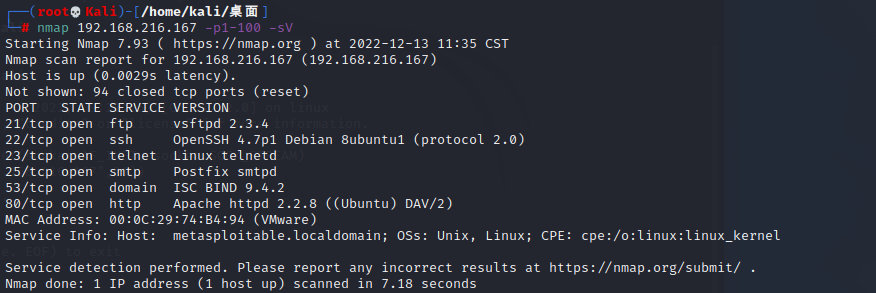 ┌──(root💀Kali)-[/home/kali/桌面]
└─# nmap 192.168.216.167 -p1-100 -sV
Starting Nmap 7.93 ( https://nmap.org ) at 2022-12-13 11:35 CST
Nmap scan report for 192.168.216.167 (192.168.216.167)
Host is up (0.0029s latency).
Not shown: 94 closed tcp ports (reset)
PORT   STATE SERVICE VERSION
21/tcp open  ftp     vsftpd 2.3.4
22/tcp open  ssh     OpenSSH 4.7p1 Debian 8ubuntu1 (protocol 2.0)
23/tcp open  telnet  Linux telnetd
25/tcp open  smtp    Postfix smtpd
53/tcp open  domain  ISC BIND 9.4.2
80/tcp open  http    Apache httpd 2.2.8 ((Ubuntu) DAV/2)
MAC Address: 00:0C:29:74:B4:94 (VMware)
Service Info: Host:  metasploitable.localdomain; OSs: Unix, Linux; CPE: cpe:/o:linux:linux_kernel
Service detection performed. Please report any incorrect results at https://nmap.org/submit/ .
Nmap done: 1 IP address (1 host up) scanned in 7.18 seconds